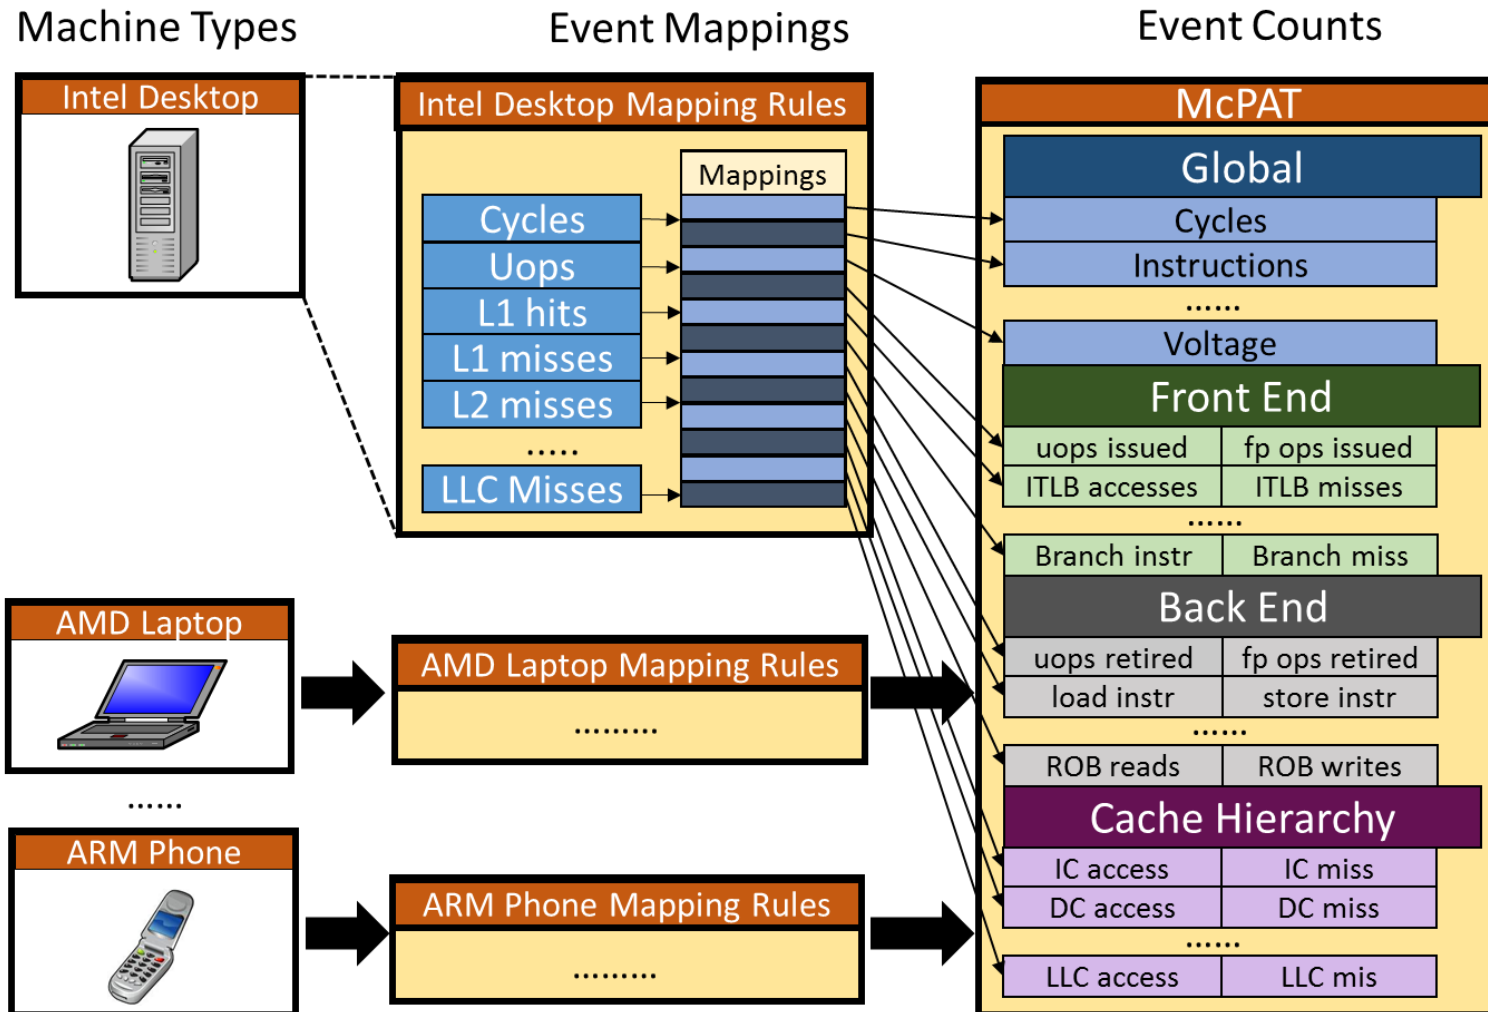 Machine Types
Event Mappings
Event Counts
Intel Desktop
Intel Desktop Mapping Rules
Mappings
Cycles
Uops
L1 hits
L1 misses
L2 misses
.....
LLC Misses
AMD Laptop
AMD Laptop Mapping Rules
.........
......
ARM Phone
ARM Phone Mapping Rules
.........
McPAT
Global
Cycles
Instructions
......
Voltage
Front End
uops issued fp ops issued
ITLB accesses ITLB misses
......
Branch instr Branch miss
Back End
uops retired fp ops retired
load instr store instr
......
ROB reads ROB writes
Cache Hierarchy
IC access IC miss
DC access DC miss
......
LLC access LLC mis